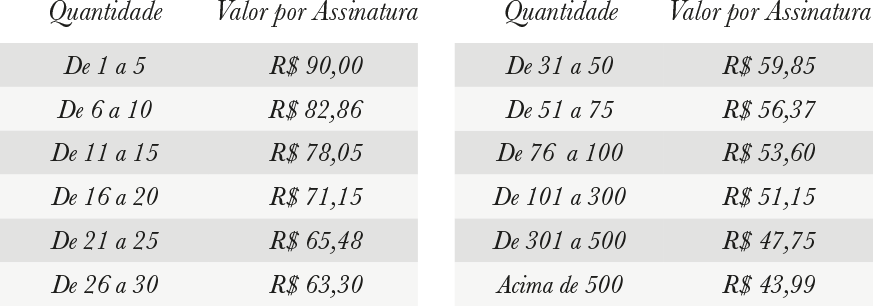 Quantidade Valor por Assinatura
De 1 a 5 R$ 90,00
De 6 a 10 R$ 82,86
De 11 a 15 R$ 78,05
De 16 a 20 R$ 71,15
De 21 a 25 R$ 65,48
De 26 a 30 R$ 63,30
Quantidade Valor por Assinatura
De 31 a 50 R$ 59,85
De 51 a 75 R$ 56,37
De 76 a 100 R$ 53,60
De 101 a 300 R$ 51,15
De 301 a 500 R$ 47,75
Acima de 500 R$ 43,99